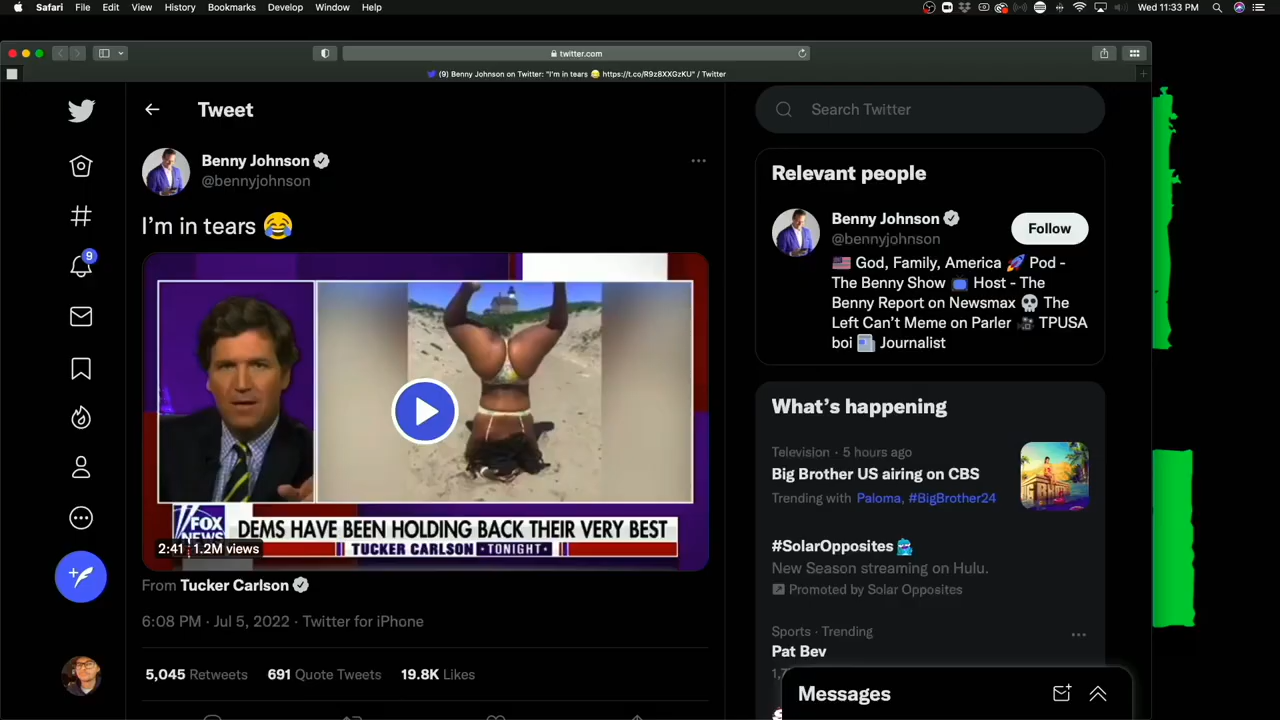 Safari File Edit View History Bookmarks Develop Window Help
Wed 11:33 PM
twitter.com
(9) Benny Johnson on Twitter: "I'm in tears 😂 https://t.co/R9z8XXGzKU" / Twitter
Tweet
Search Twitter
Benny Johnson
@bennyjohnson
I'm in tears 😂
FOX NEWS
DEMS HAVE BEEN HOLDING BACK THEIR VERY BEST
TUCKER CARLSON • TONIGHT •
2:41
1.2M views
From Tucker Carlson
6:08 PM · Jul 5, 2022 · Twitter for iPhone
5,045 Retweets 691 Quote Tweets 19.8K Likes
9
Relevant people
Benny Johnson
@bennyjohnson
Follow
🇺🇸 God, Family, America 🚀 Pod -
The Benny Show 📺 Host - The
Benny Report on Newsmax 💀 The
Left Can't Meme on Parler 🎥 TPUSA
boi 📰 Journalist
What's happening
Television · 5 hours ago
Big Brother US airing on CBS
Trending with Paloma, #BigBrother24
#SolarOpposites
New Season streaming on Hulu.
Promoted by Solar Opposites
Sports · Trending
Pat Bev
Messages